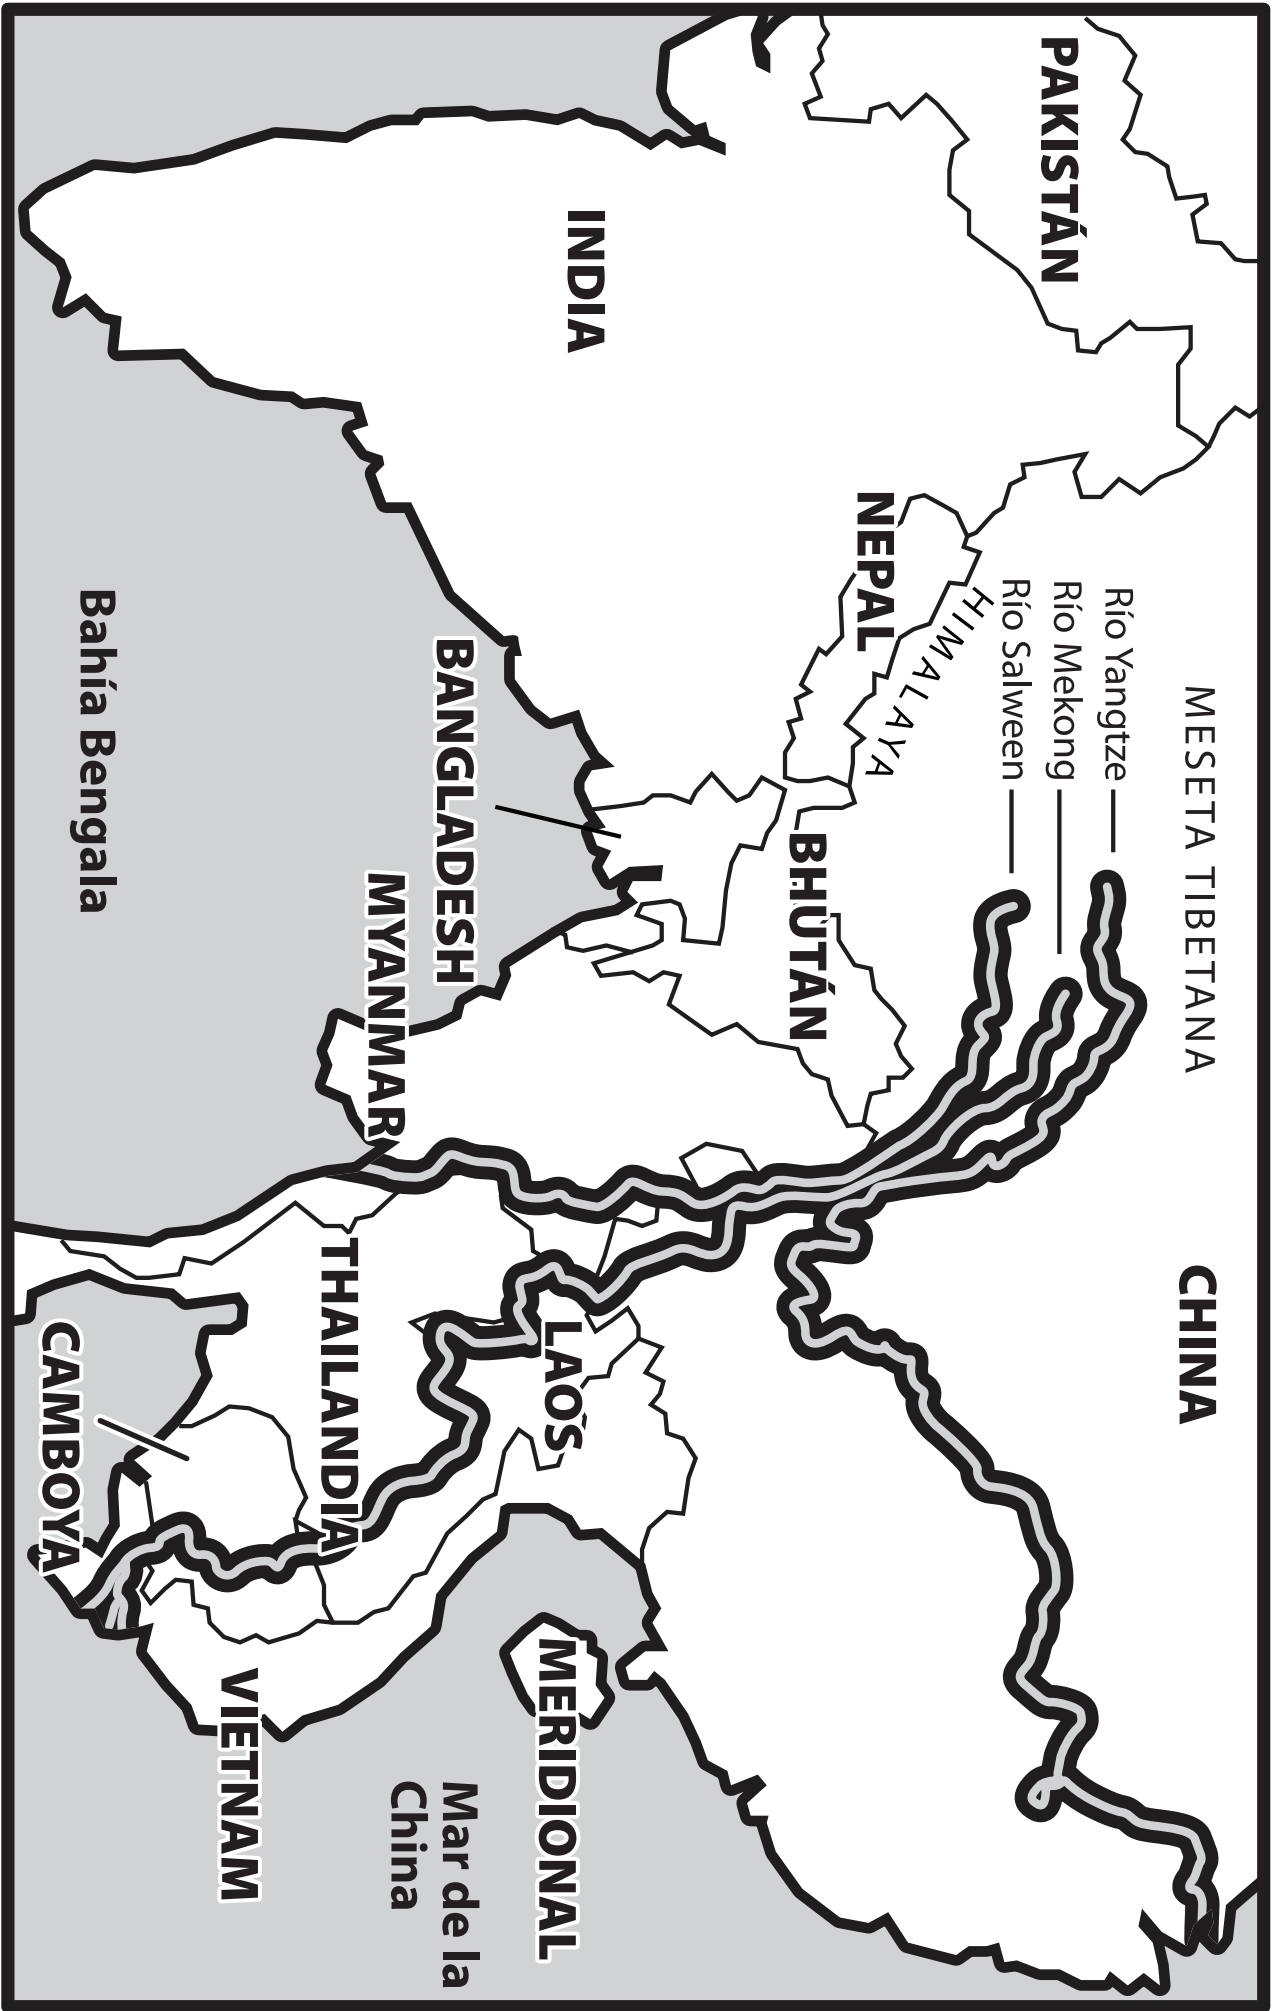 PAKISTÁN
MESETA TIBETANA
CHINA
Río Yangtze
Río Mekong
Río Salween
HIMALAYA
NEPAL
BHUTÁN
INDIA
BANGLADESH
MYANMAR
LAOS
MERIDIONAL
Mar de la
China
THAILANDIA
VIETNAM
Bahía Bengala
CAMBOYA